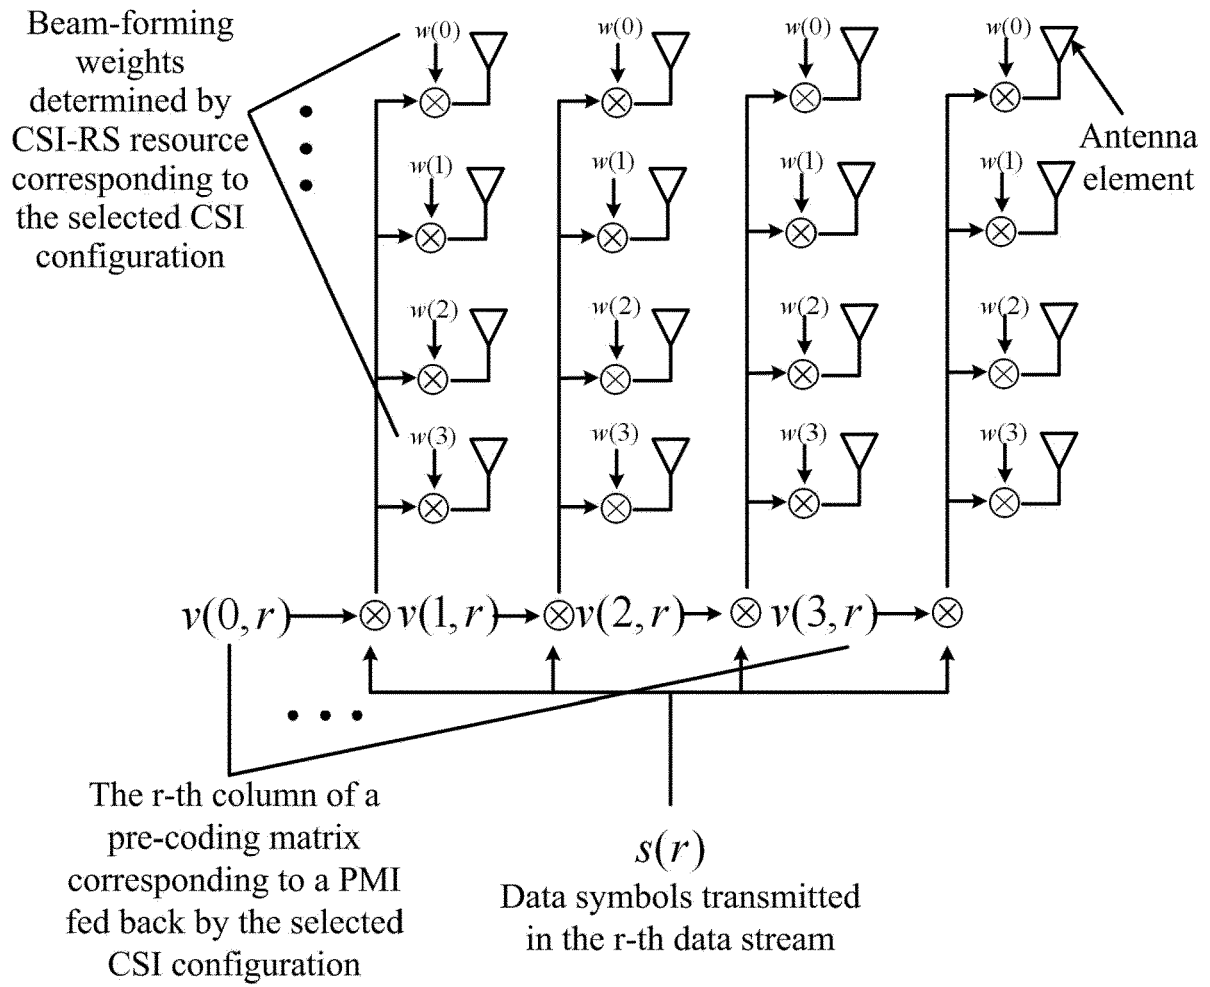 Beam-forming
weights
determined by
CSI-RS resource
corresponding to
the selected CSI
configuration
w(0) w(0) w(0) w(0)
Antenna
element
w(1) w(1) w(1) w(1)
w(2) w(2) w(2) w(2)
w(3) w(3) w(3) w(3)
v(0, r) v(1, r) v(2, r) v(3, r)
The r-th column of a
pre-coding matrix
corresponding to a PMI
fed back by the selected
CSI configuration
s(r)
Data symbols transmitted
in the r-th data stream